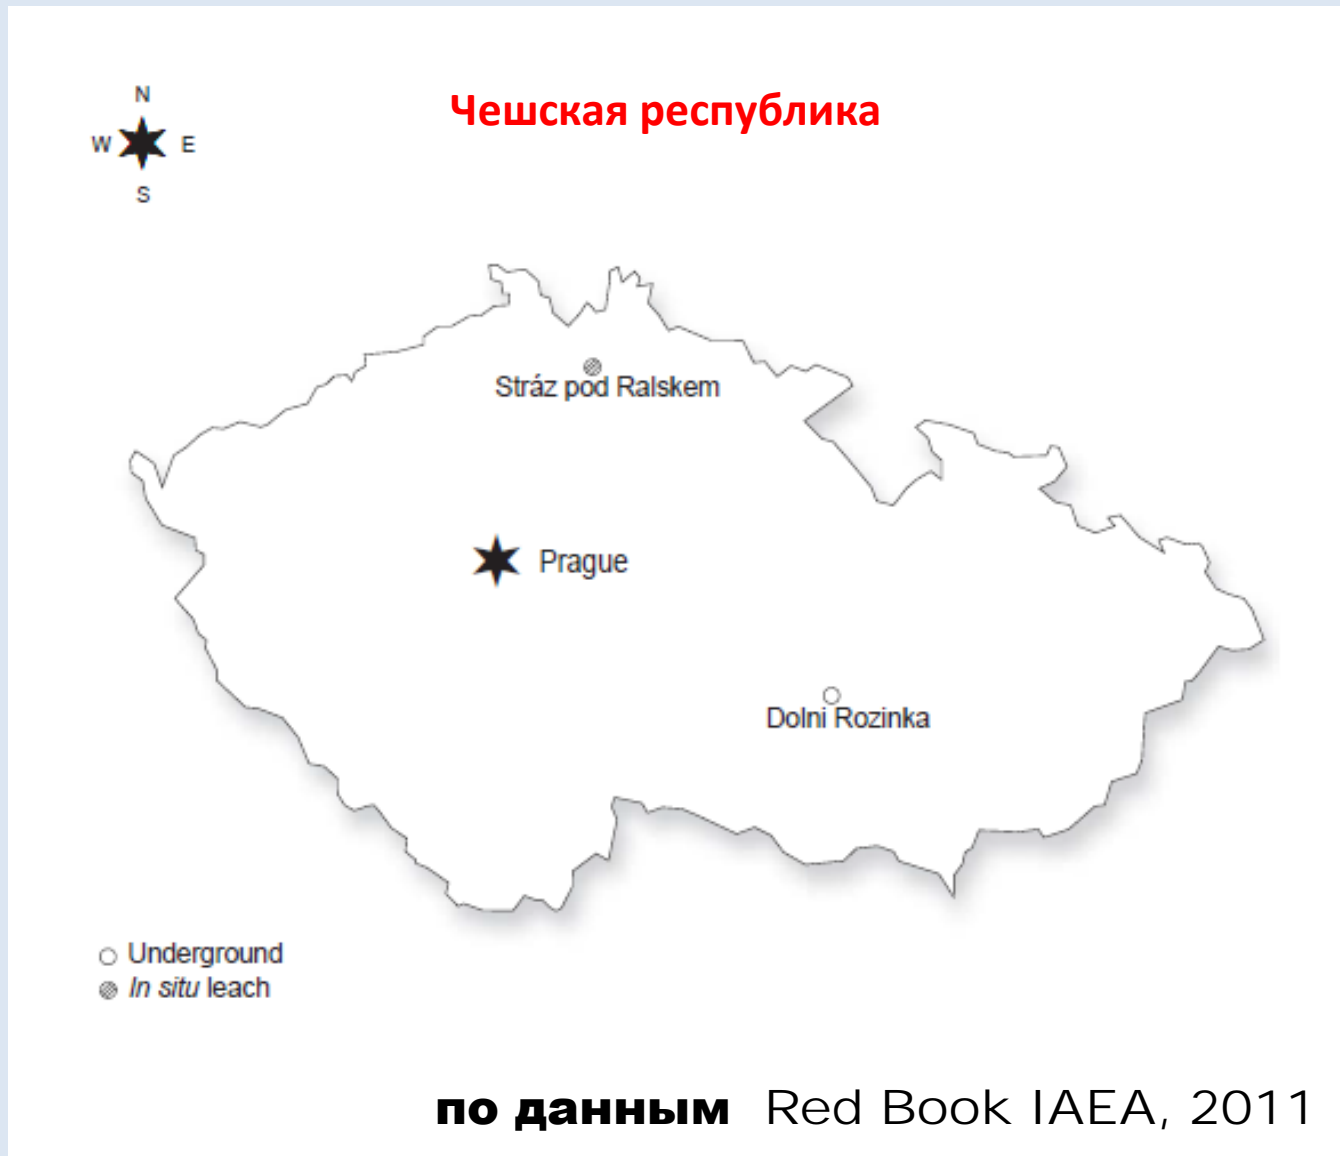 N
Чешская республика
W E
S
Stráz pod Ralskem
Prague
Dolni Rozinka
Underground
In situ leach
по данным Red Book IAEA, 2011